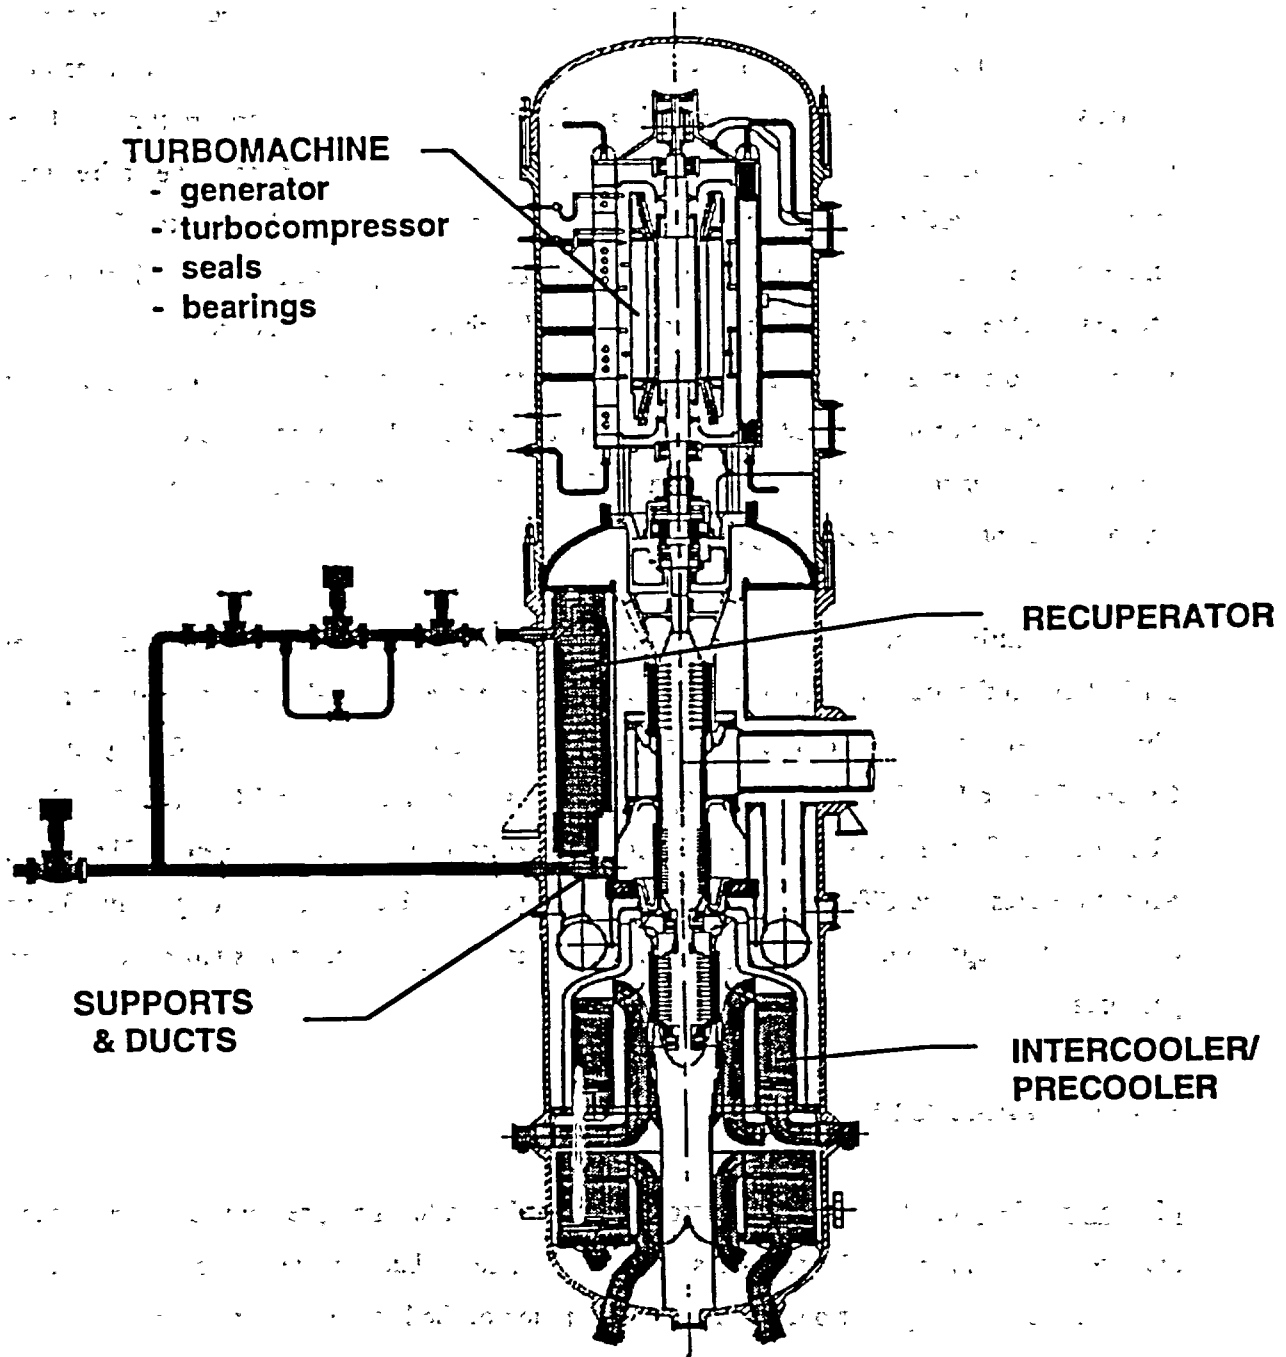 TURBOMACHINE
- generator
- turbocompressor
- seals
- bearings
RECUPERATOR
SUPPORTS
& DUCTS
INTERCOOLER/
PRECOOLER